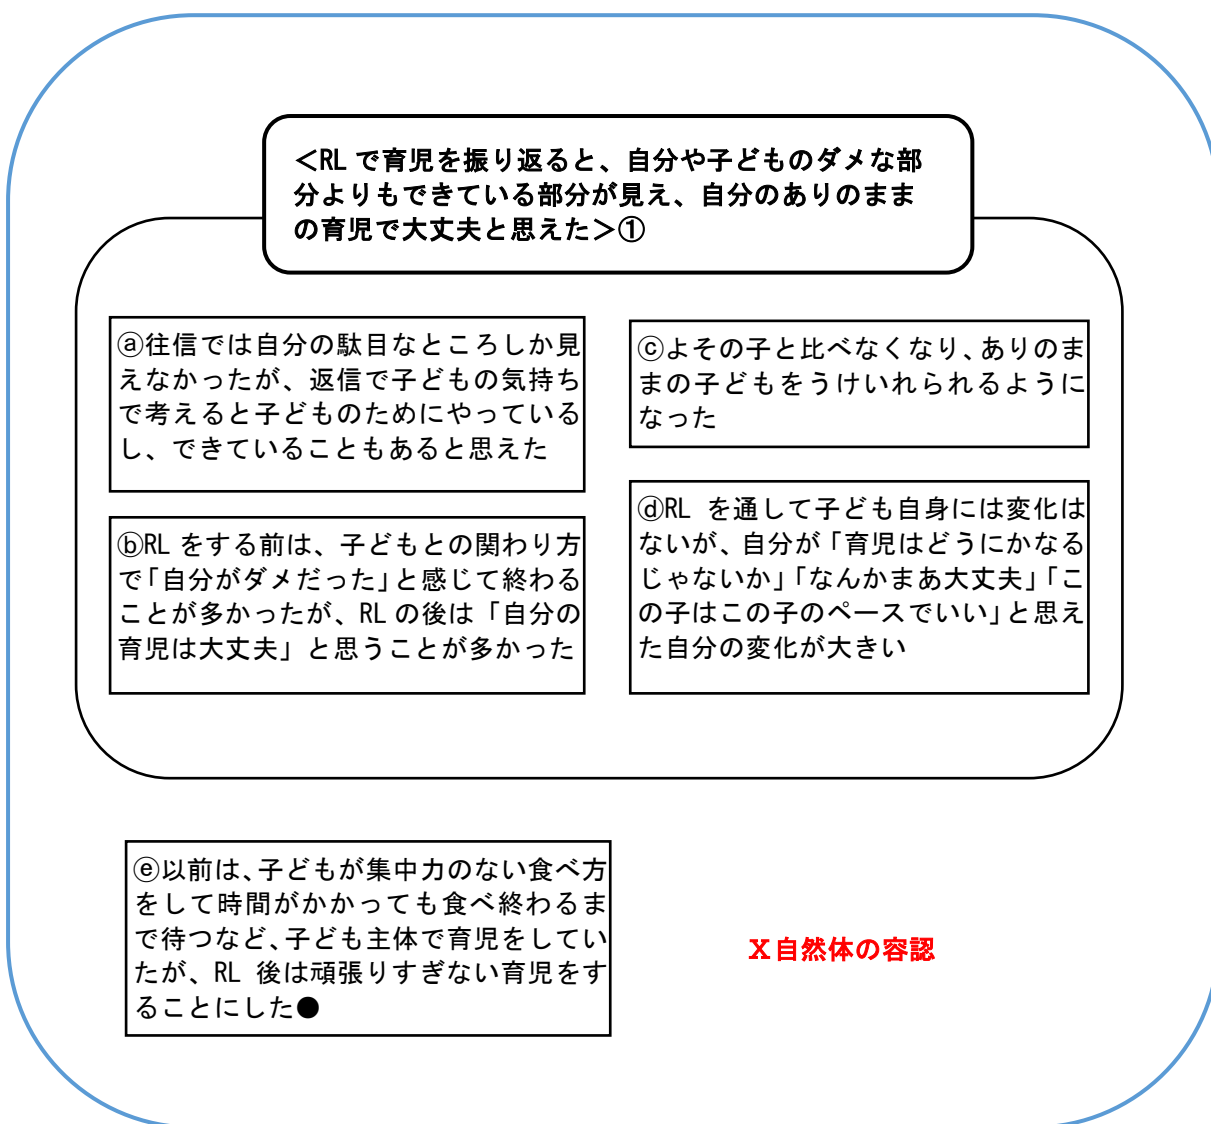 ＜RLで育児を振り返ると、自分や子どものダメな部
分よりもできている部分が見え、自分のありのまま
の育児で大丈夫と思えた＞①
ⓐ往信では自分の駄目なところしか見
えなかったが、返信で子どもの気持ち
で考えると子どものためにやっている
し、できていることもあると思えた
ⓑRLをする前は、子どもとの関わり方
で「自分がダメだった」と感じて終わる
ことが多かったが、RLの後は「自分の
育児は大丈夫」と思うことが多かった
ⓒよその子と比べなくなり、ありのま
まの子どもをうけいれられるように
なった
ⓓRL を通して子ども自身には変化は
ないが、自分が「育児はどうにかなる
じゃないか」「なんかまあ大丈夫」「こ
の子はこの子のペースでいい」と思え
た自分の変化が大きい
ⓔ以前は、子どもが集中力のない食べ方
をして時間がかかっても食べ終わるま
で待つなど、子ども主体で育児をしてい
たが、RL 後は頑張りすぎない育児をす
ることにした●
Ⅹ自然体の容認